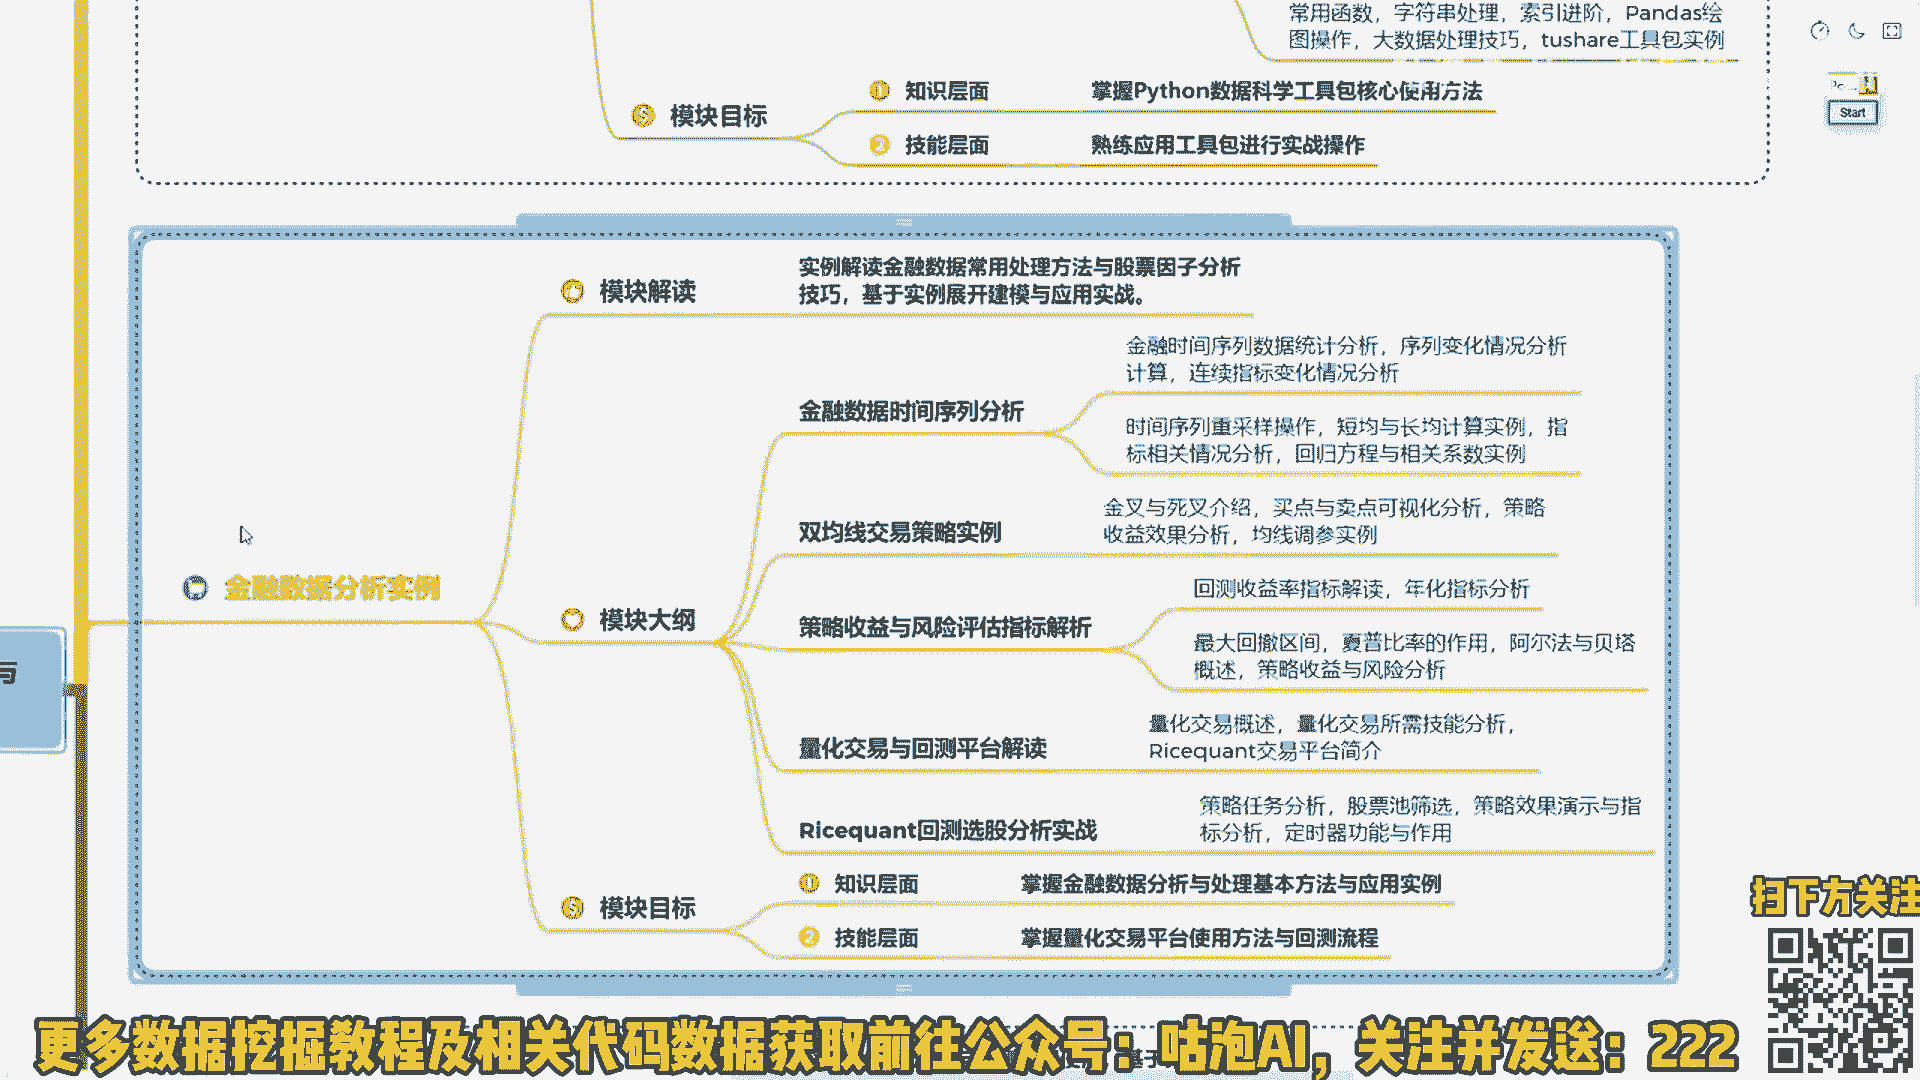 常用函数，字符串处理，索引进阶，Pandas绘
图操作，大数据处理技巧，tushare工具包实例
模块目标
1 知识层面
掌握Python数据科学工具包核心使用方法
2 技能层面
熟练应用工具包进行实战操作
Start
与
金融数据分析实例
模块解读
实例解读金融数据常用处理方法与股票因子分析
技巧，基于实例展开建模与应用实战。
模块大纲
金融数据时间序列分析
金融时间序列数据统计分析，序列变化情况分析
计算，连续指标变化情况分析
时间序列重采样操作，短均与长均计算实例，指
标相关情况分析，回归方程与相关系数实例
双均线交易策略实例
金叉与死叉介绍，买点与卖点可视化分析，策略
收益效果分析，均线调参实例
策略收益与风险评估指标解析
回测收益率指标解读，年化指标分析
最大回撤区间，夏普比率的作用，阿尔法与贝塔
概述，策略收益与风险分析
量化交易与回测平台解读
量化交易概述，量化交易所需技能分析，
Ricequant交易平台简介
Ricequant回测选股分析实战
策略任务分析，股票池筛选，策略效果演示与指
标分析，定时器功能与作用
模块目标
1 知识层面
掌握金融数据分析与处理基本方法与应用实例
2 技能层面
掌握量化交易平台使用方法与回测流程
扫下方关注
更多数据挖掘教程及相关代码数据获取前往公众号：咕泡AI，关注并发送：222